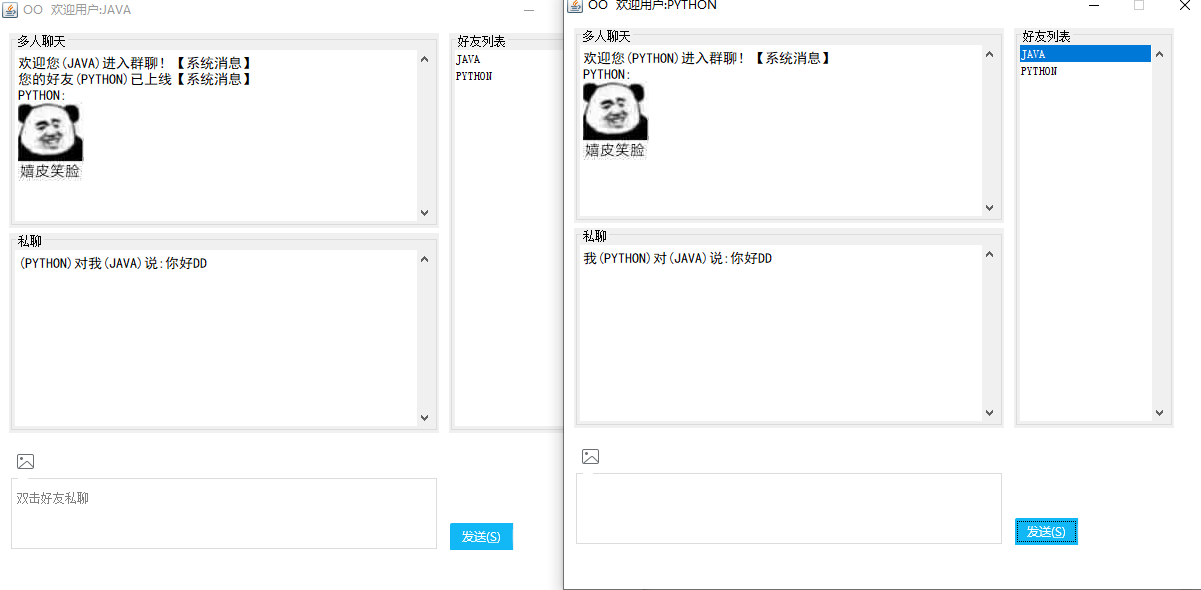 OO 欢迎用户:JAVA
多人聊天
欢迎您(JAVA)进入群聊！【系统消息】
您的好友(PYTHON)已上线【系统消息】
PYTHON:
嬉皮笑脸
私聊
(PYTHON)对我(JAVA)说:你好DD
双击好友私聊
好友列表
JAVA
PYTHON
发送(S)
OO 欢迎用户:PYTHON
多人聊天
欢迎您(PYTHON)进入群聊！【系统消息】
PYTHON:
嬉皮笑脸
私聊
我(PYTHON)对(JAVA)说:你好DD
好友列表
JAVA
PYTHON
发送(S)